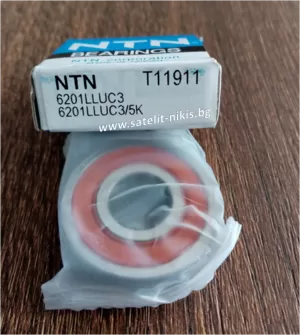 NTN
BEARINGS
NTN corporation
NTN T11911
6201LLUC3
6201LLUC3/5K
www.satelit-nikis.bg